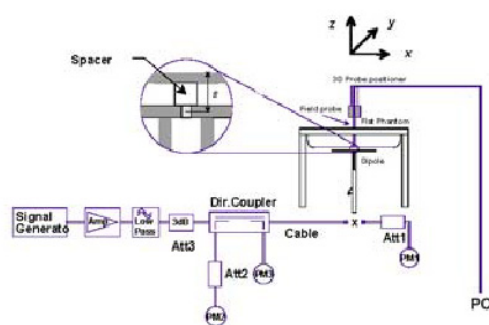 z
y
x
Spacer
s
3D Probe positioner
Field probe
Flat Phantom
Dipole
Signal
Generato
Amp
Low
Pass
3dB
Att3
Dir.Coupler
Cable
x
Att1
PM1
Att2
PM3
PM2
PC